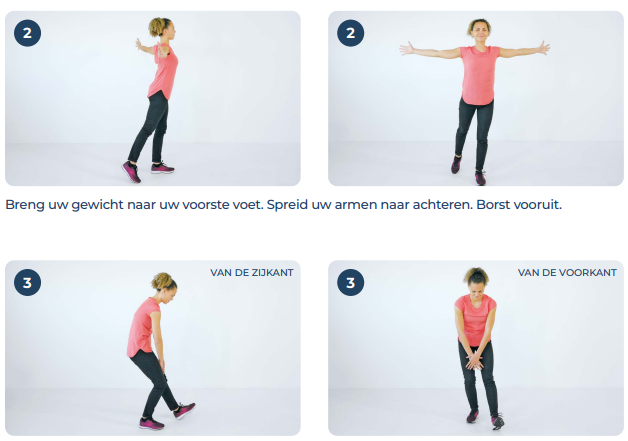 2
2
Breng uw gewicht naar uw voorste voet. Spreid uw armen naar achteren. Borst vooruit.
3
VAN DE ZIJKANT
3
VAN DE VOORKANT